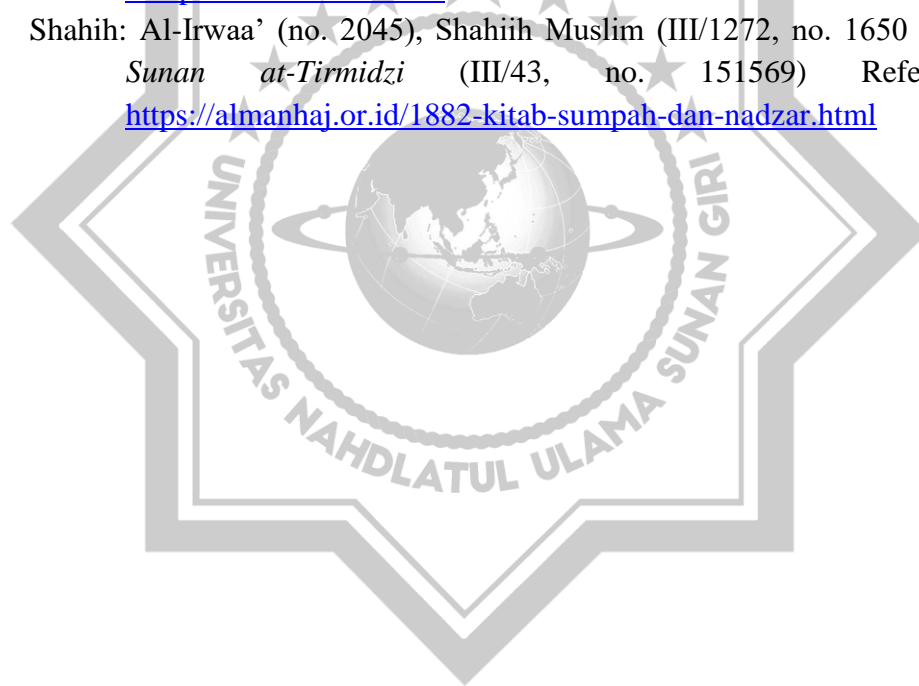 Shahih: Al-Irwaa’ (no. 2045), Shahiih Muslim (III/1272, no. 1650
Sunan at-Tirmidzi (III/43, no. 151569) Refe
https://almanhaj.or.id/1882-kitab-sumpah-dan-nadzar.html
UNIVERSITAS NAHDLATUL ULAMA SUNAN GIRI